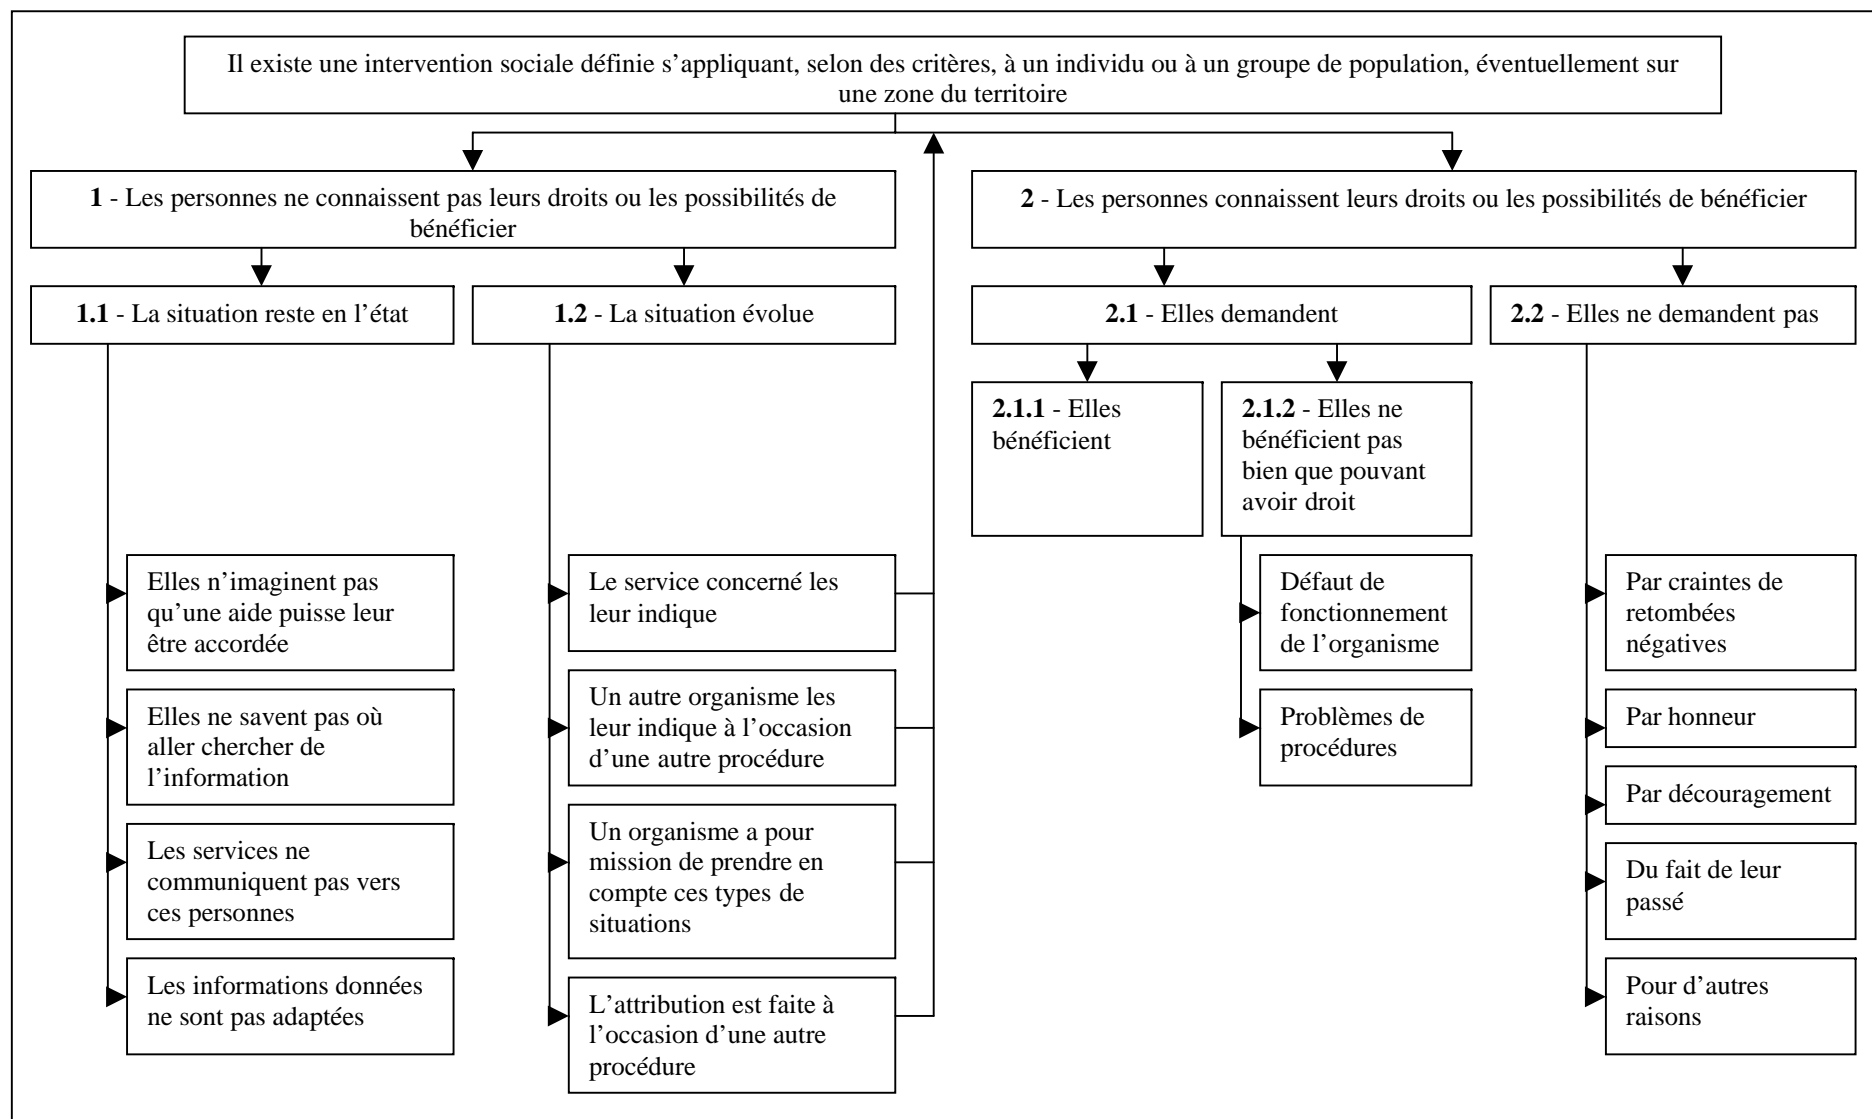 Il existe une intervention sociale définie s’appliquant, selon des critères, à un individu ou à un groupe de population, éventuellement sur
une zone du territoire
1 - Les personnes ne connaissent pas leurs droits ou les possibilités de
bénéficier
2 - Les personnes connaissent leurs droits ou les possibilités de bénéficier
1.1 - La situation reste en l’état
1.2 - La situation évolue
2.1 - Elles demandent
2.2 - Elles ne demandent pas
2.1.1 - Elles
bénéficient
2.1.2 - Elles ne
bénéficient pas
bien que pouvant
avoir droit
Elles n’imaginent pas
qu’une aide puisse leur
être accordée
Elles ne savent pas où
aller chercher de
l’information
Les services ne
communiquent pas vers
ces personnes
Les informations données
ne sont pas adaptées
Le service concerné les
leur indique
Un autre organisme les
leur indique à l’occasion
d’une autre procédure
Un organisme a pour
mission de prendre en
compte ces types de
situations
L’attribution est faite à
l’occasion d’une autre
procédure
Défaut de
fonctionnement
de l’organisme
Problèmes de
procédures
Par craintes de
retombées
négatives
Par honneur
Par découragement
Du fait de leur
passé
Pour d’autres
raisons